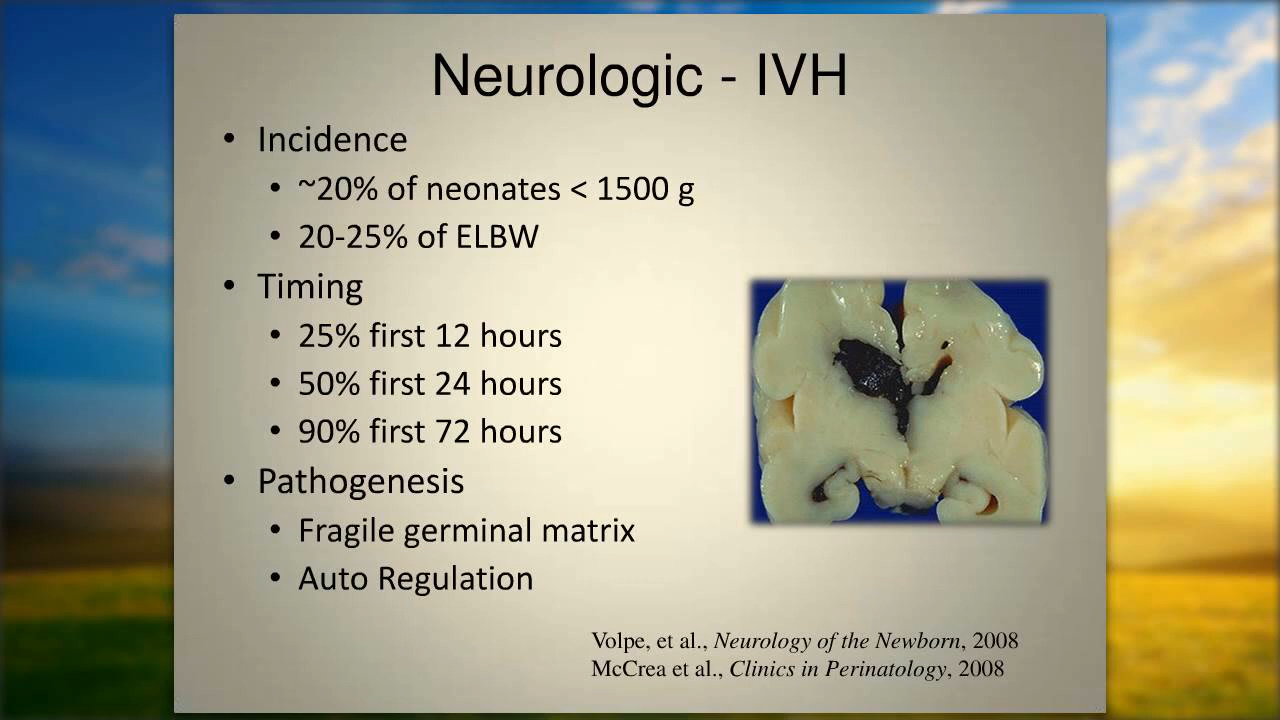 Neurologic - IVH
• Incidence
• ~20% of neonates < 1500 g
• 20-25% of ELBW
• Timing
• 25% first 12 hours
• 50% first 24 hours
• 90% first 72 hours
• Pathogenesis
• Fragile germinal matrix
• Auto Regulation
Volpe, et al., Neurology of the Newborn, 2008
McCrea et al., Clinics in Perinatology, 2008